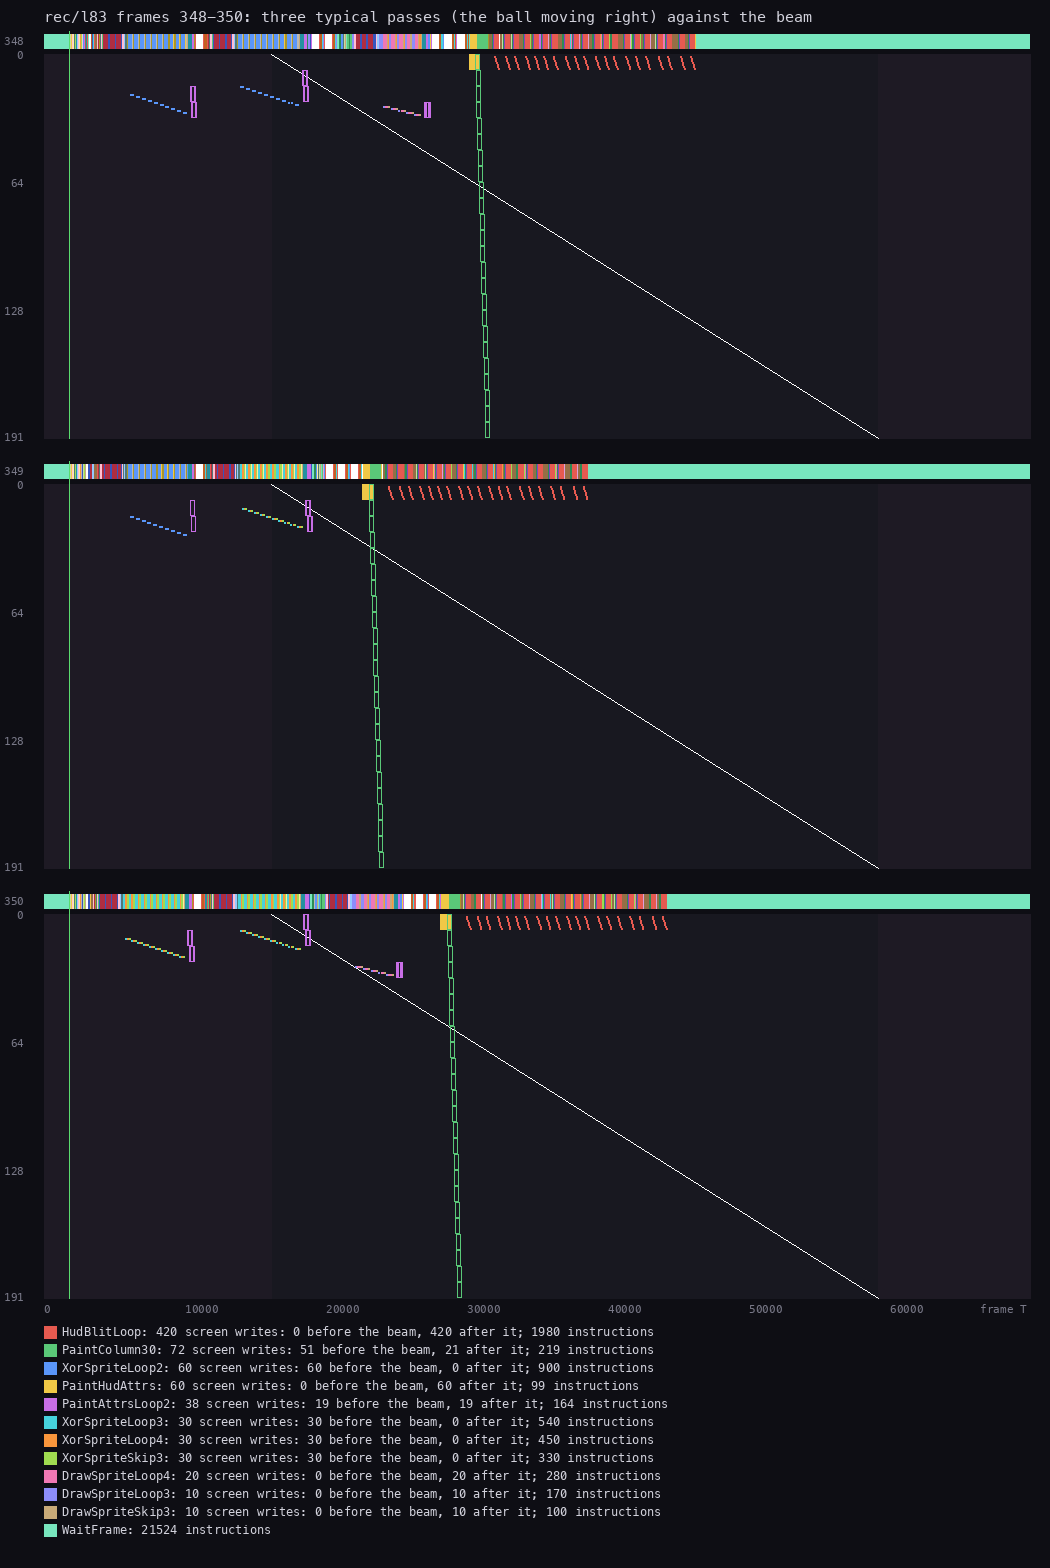 rec/l83 frames 348–350: three typical passes (the ball moving right) against the beam
348
0
64
128
191
349
0
64
128
191
350
0
64
128
191
0 10000 20000 30000 40000 50000 60000 frame T
HudBlitLoop: 420 screen writes: 0 before the beam, 420 after it; 1980 instructions
PaintColumn30: 72 screen writes: 51 before the beam, 21 after it; 219 instructions
XorSpriteLoop2: 60 screen writes: 60 before the beam, 0 after it; 900 instructions
PaintHudAttrs: 60 screen writes: 0 before the beam, 60 after it; 99 instructions
PaintAttrsLoop2: 38 screen writes: 19 before the beam, 19 after it; 164 instructions
XorSpriteLoop3: 30 screen writes: 30 before the beam, 0 after it; 540 instructions
XorSpriteLoop4: 30 screen writes: 30 before the beam, 0 after it; 450 instructions
XorSpriteSkip3: 30 screen writes: 30 before the beam, 0 after it; 330 instructions
DrawSpriteLoop4: 20 screen writes: 0 before the beam, 20 after it; 280 instructions
DrawSpriteLoop3: 10 screen writes: 0 before the beam, 10 after it; 170 instructions
DrawSpriteSkip3: 10 screen writes: 0 before the beam, 10 after it; 100 instructions
WaitFrame: 21524 instructions